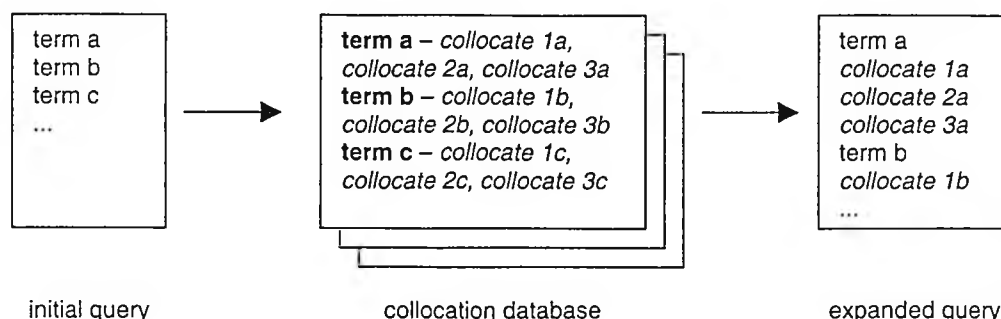 term a
term b
term c
...
term a – collocate 1a,
collocate 2a, collocate 3a
term b – collocate 1b,
collocate 2b, collocate 3b
term c – collocate 1c,
collocate 2c, collocate 3c
term a
collocate 1a
collocate 2a
collocate 3a
term b
collocate 1b
...
initial query
collocation database
expanded query